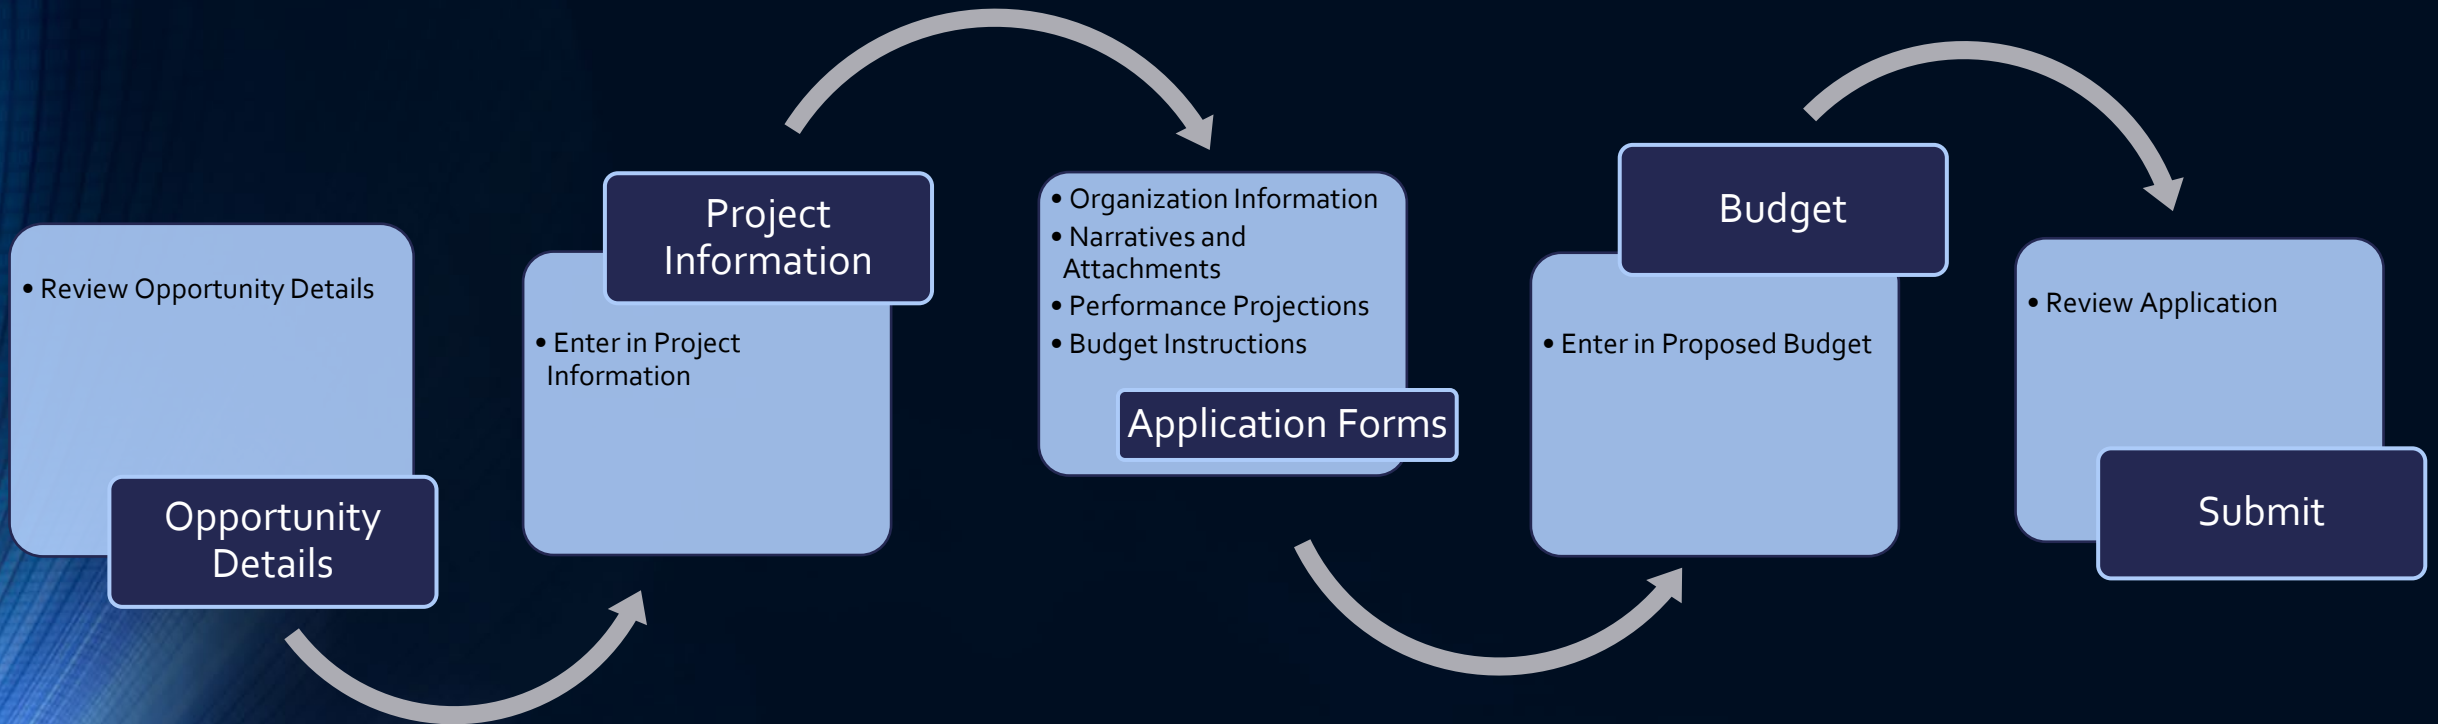 • Review Opportunity Details
Opportunity
Details
Project
Information
• Enter in Project
Information
• Organization Information
• Narratives and
Attachments
• Performance Projections
• Budget Instructions
Application Forms
Budget
• Enter in Proposed Budget
• Review Application
Submit